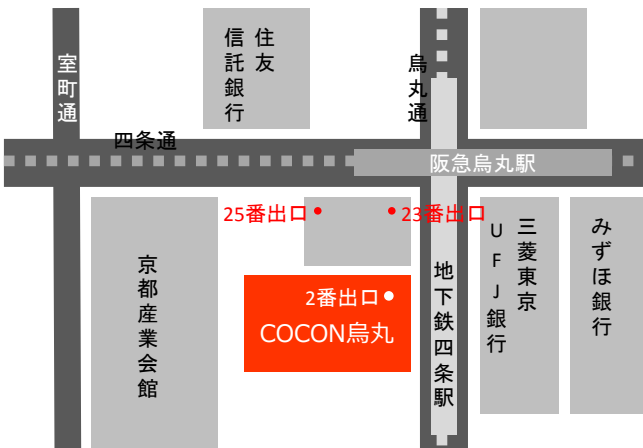 室町通
住友
信託銀行
烏丸通
四条通
阪急烏丸駅
25番出口
23番出口
京都産業会館
2番出口
COCON烏丸
地下鉄四条駅
三菱東京
UFJ銀行
みずほ銀行